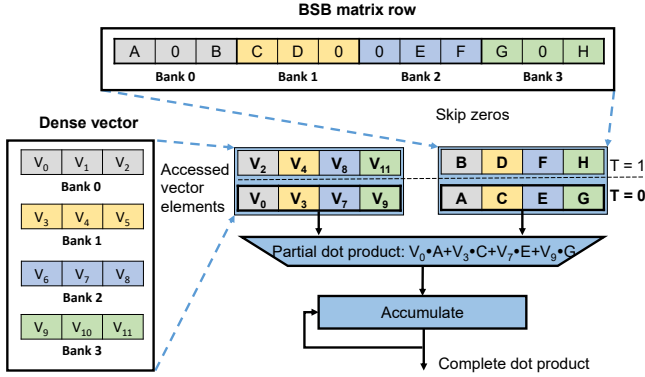 BSB matrix row
A 0 B C D 0 0 E F G 0 H
Bank 0 Bank 1 Bank 2 Bank 3
Skip zeros
Dense vector
V0 V1 V2
Bank 0
V3 V4 V5
Bank 1
V6 V7 V8
Bank 2
V9 V10 V11
Bank 3
Accessed
vector
elements
V2 V4 V8 V11
V0 V3 V7 V9
B D F H T = 1
A C E G T = 0
Partial dot product: V0•A+V3•C+V7•E+V9•G
Accumulate
Complete dot product